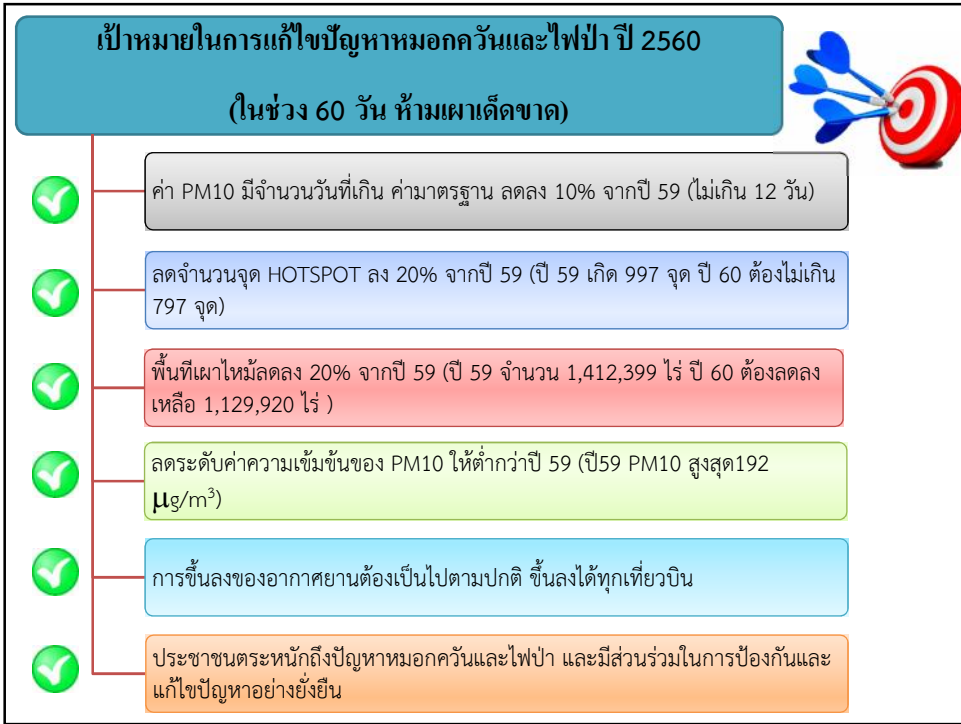 เป้าหมายในการแก้ไขปัญหาหมอกควันและไฟป่า ปี 2560
(ในช่วง 60 วัน ห้ามเผาเด็ดขาด)
ค่า PM10 มีจำนวนวันที่เกิน ค่ามาตรฐาน ลดลง 10% จากปี 59 (ไม่เกิน 12 วัน)
ลดจำนวนจุด HOTSPOT ลง 20% จากปี 59 (ปี 59 เกิด 997 จุด ปี 60 ต้องไม่เกิน
797 จุด)
พื้นที่เผาไหม้ลดลง 20% จากปี 59 (ปี 59 จำนวน 1,412,399 ไร่ ปี 60 ต้องลดลง
เหลือ 1,129,920 ไร่ )
ลดระดับค่าความเข้มข้นของ PM10 ให้ต่ำกว่าปี 59 (ปี59 PM10 สูงสุด192
μg/m³)
การขึ้นลงของอากาศยานต้องเป็นไปตามปกติ ขึ้นลงได้ทุกเที่ยวบิน
ประชาชนตระหนักถึงปัญหาหมอกควันและไฟป่า และมีส่วนร่วมในการป้องกันและ
แก้ไขปัญหาอย่างยั่งยืน